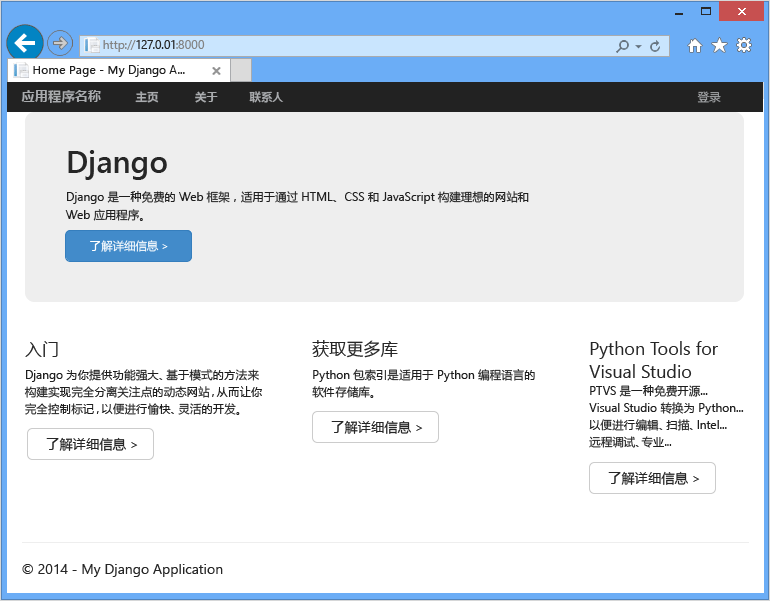 http://127.0.01:8000
Home Page - My Django A...
应用程序名称 主页 关于 联系人 登录
Django
Django 是一种免费的 Web 框架，适用于通过 HTML、CSS 和 JavaScript 构建理想的网站和
Web 应用程序。
了解详细信息 >
入门
Django 为你提供功能强大、基于模式的方法来
构建实现完全分离关注点的动态网站，从而让你
完全控制标记，以便进行愉快、灵活的开发。
了解详细信息 >
获取更多库
Python 包索引是适用于 Python 编程语言的
软件存储库。
了解详细信息 >
Python Tools for
Visual Studio
PTVS 是一种免费开源...
Visual Studio 转换为 Python...
以便进行编辑、扫描、Intel...
远程调试、专业...
了解详细信息 >
© 2014 - My Django Application